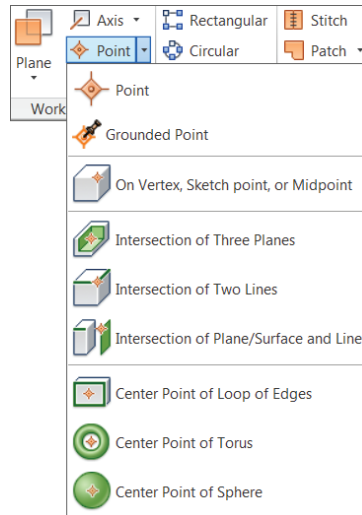 Axis
Rectangular
Stitch
Plane
Point
Circular
Patch
Work
Point
Grounded Point
On Vertex, Sketch point, or Midpoint
Intersection of Three Planes
Intersection of Two Lines
Intersection of Plane/Surface and Line
Center Point of Loop of Edges
Center Point of Torus
Center Point of Sphere